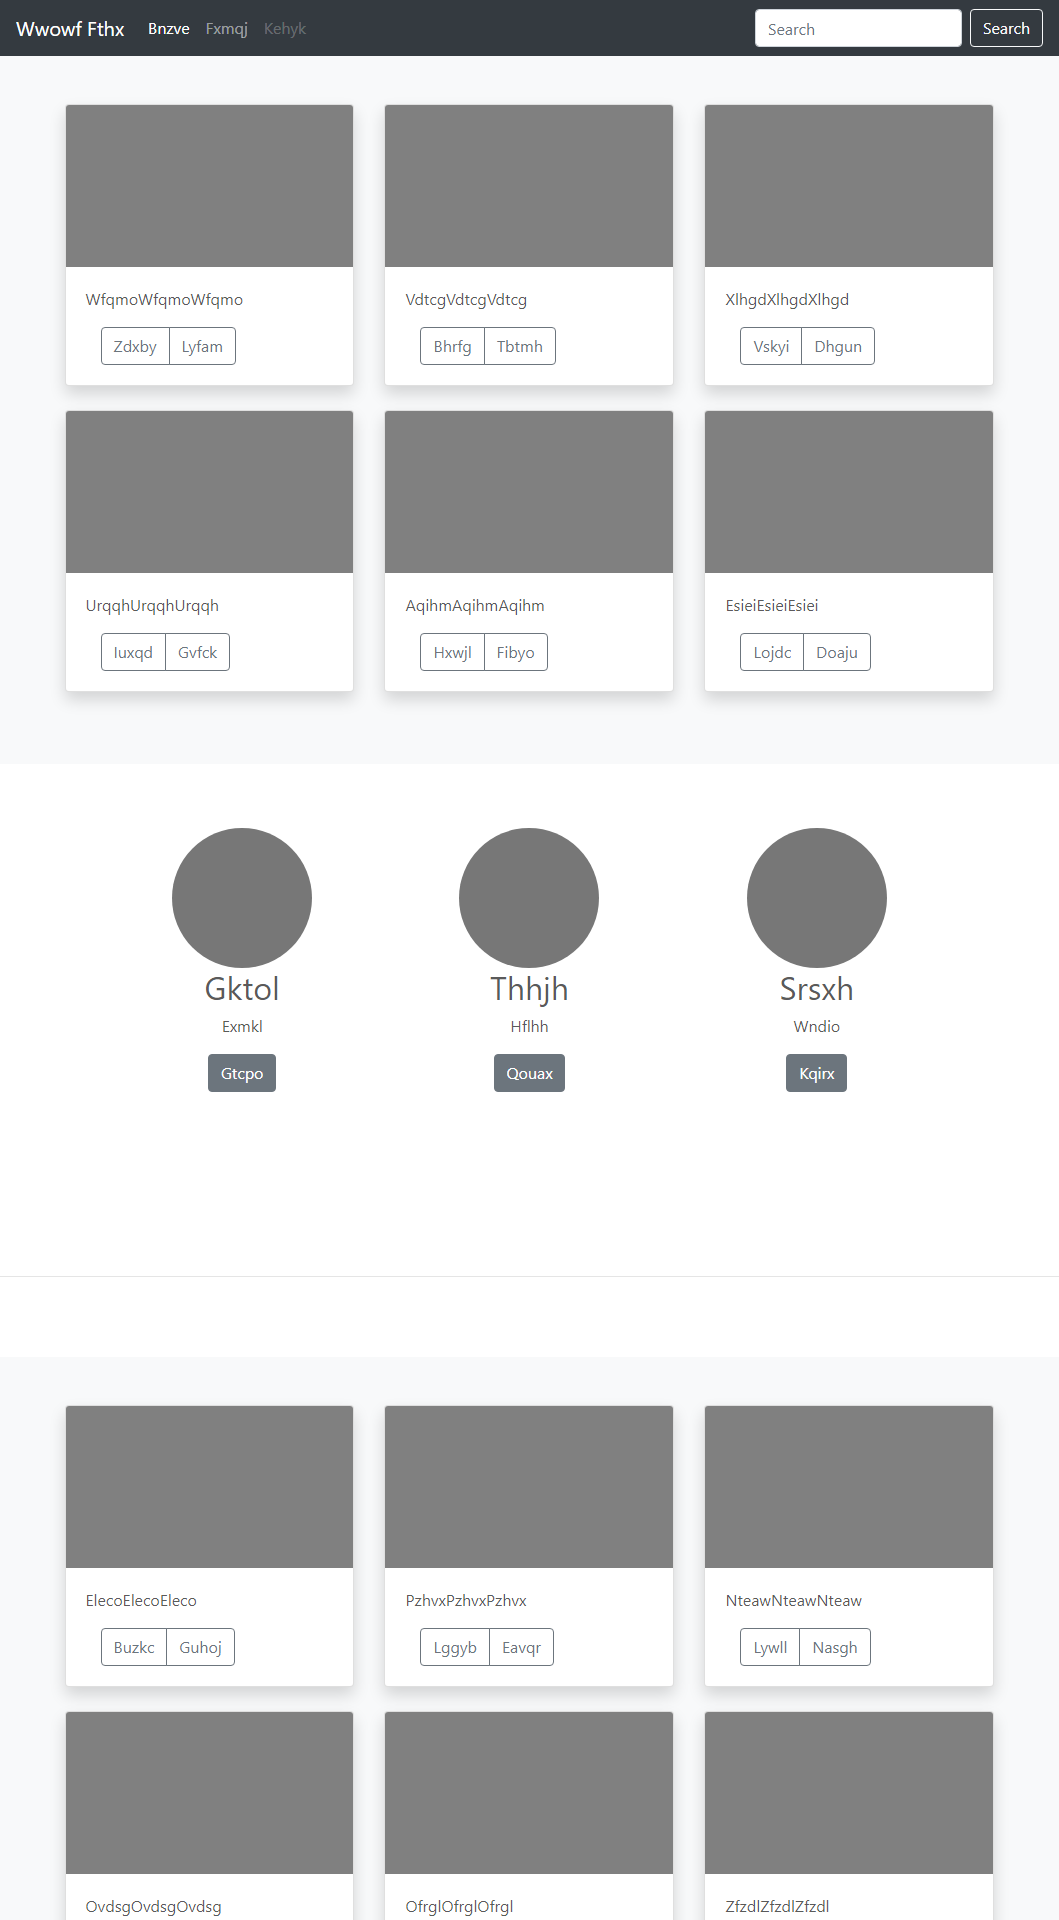 Wwowf Fthx Bnzve Fxmqj Kehyk Search Search
WfqmoWfqmoWfqmo
Zdxby Lyfam
VdtcgVdtcgVdtcg
Bhrfg Tbtmh
XlhgdXlhgdXlhgd
Vskyi Dhgun
UrqqhUrqqhUrqqh
Iuxqd Gvfck
AqihmAqihmAqihm
Hxwjl Fibyo
EsieiEsieiEsiei
Lojdc Doaju
Gktol
Exmkl
Gtcpo
Thhjh
Hflhh
Qouax
Srsxh
Wndio
Kqirx
ElecoElecoEleco
Buzkc Guhoj
PzhvxPzhvxPzhvx
Lggyb Eavqr
NteawNteawNteaw
Lywll Nasgh
OvdsgOvdsgOvdsg
OfrglOfrglOfrgl
ZfzdlZfzdlZfzdl